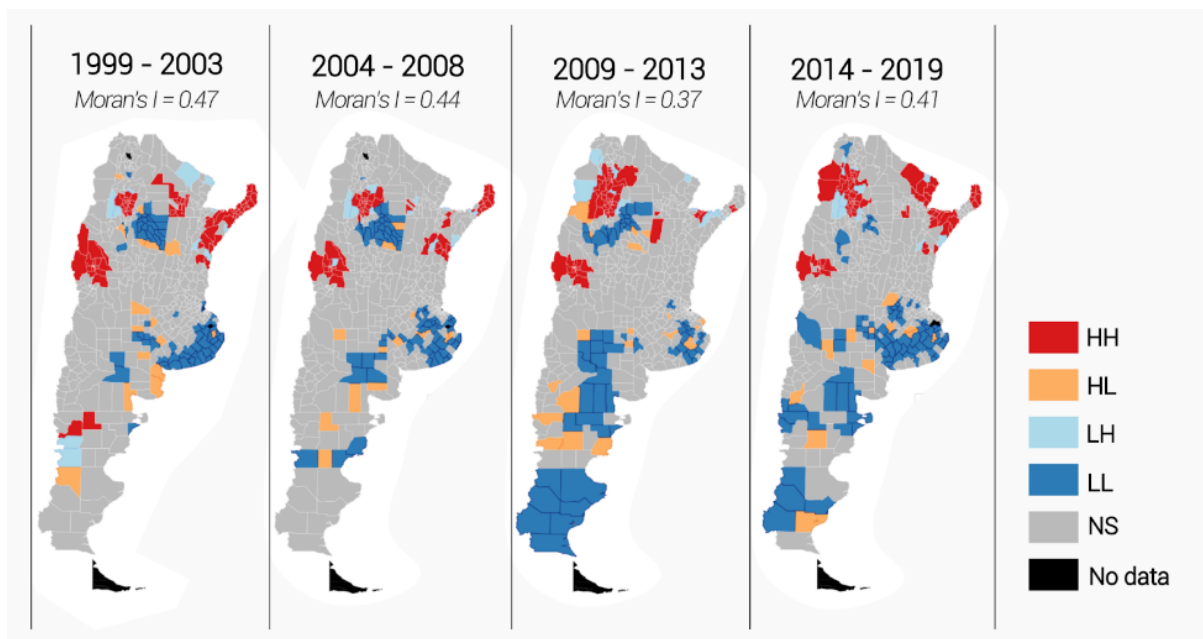 1999 - 2003
Moran's I = 0.47
2004 - 2008
Moran's I = 0.44
2009 - 2013
Moran's I = 0.37
2014 - 2019
Moran's I = 0.41
HH
HL
LH
LL
NS
No data